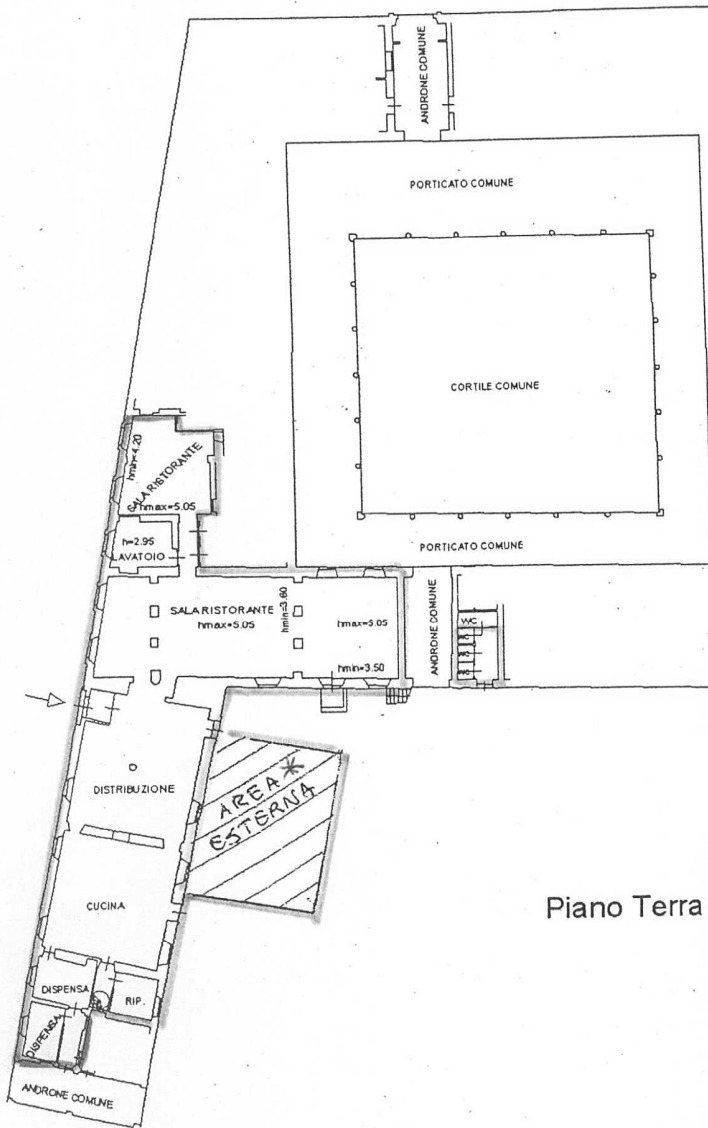 ANDRONE COMUNE
PORTICATO COMUNE
CORTILE COMUNE
hmin=4.20
SALA RISTORANTE
hmax=5.05
h=2.95
LAVATOIO
PORTICATO COMUNE
SALA RISTORANTE
hmax=5.05
hmin=3.60
hmax=5.05
hmin=3.50
ANDRONE COMUNE
WC
AREA *
ESTERNA
DISTRIBUZIONE
CUCINA
Piano Terra
DISPENSA
RIP.
DISPENSA
ANDRONE COMUNE